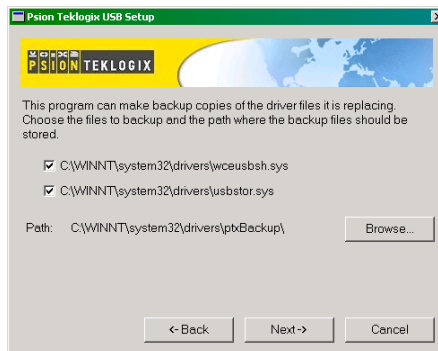 Psion Teklogix USB Setup
PSION TEKLOGIX
This program can make backup copies of the driver files it is replacing.
Choose the files to backup and the path where the backup files should be
stored.
C:\WINNT\system32\drivers\wceusbsh.sys
C:\WINNT\system32\drivers\usbstor.sys
Path: C:\WINNT\system32\drivers\ptxBackup\ Browse...
<-Back Next-> Cancel